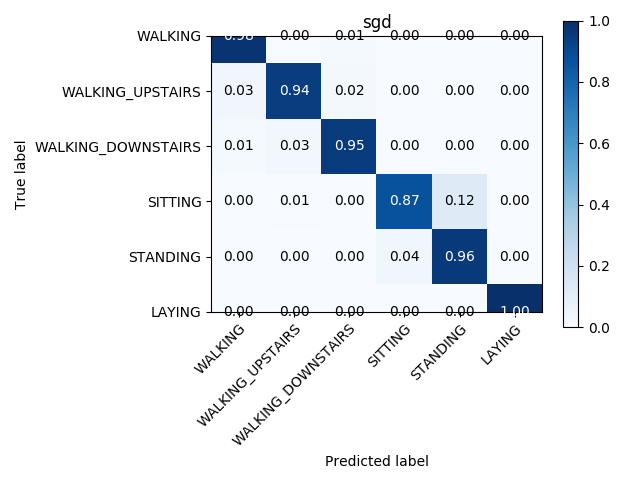 sgd
WALKING 0.98 0.00 0.01 0.00 0.00 0.00
WALKING_UPSTAIRS 0.03 0.94 0.02 0.00 0.00 0.00
WALKING_DOWNSTAIRS 0.01 0.03 0.95 0.00 0.00 0.00
SITTING 0.00 0.01 0.00 0.87 0.12 0.00
STANDING 0.00 0.00 0.00 0.04 0.96 0.00
LAYING 0.00 0.00 0.00 0.00 0.00 1.00
True label
WALKING
WALKING_UPSTAIRS
WALKING_DOWNSTAIRS
SITTING
STANDING
LAYING
Predicted label
1.0
0.8
0.6
0.4
0.2
0.0